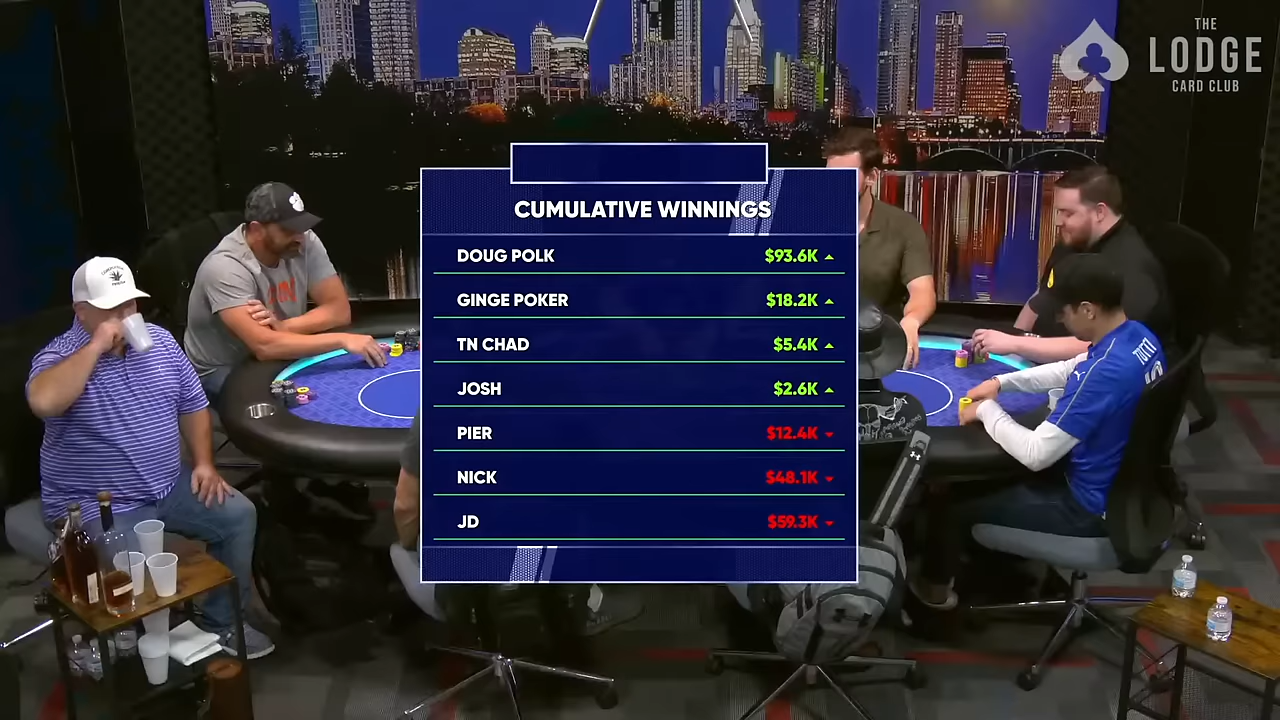 THE
LODGE
CARD CLUB
CUMULATIVE WINNINGS
DOUG POLK $93.6K
GINGE POKER $18.2K
TN CHAD $5.4K
JOSH $2.6K
PIER $12.4K
NICK $48.1K
JD $59.3K
TUTTI